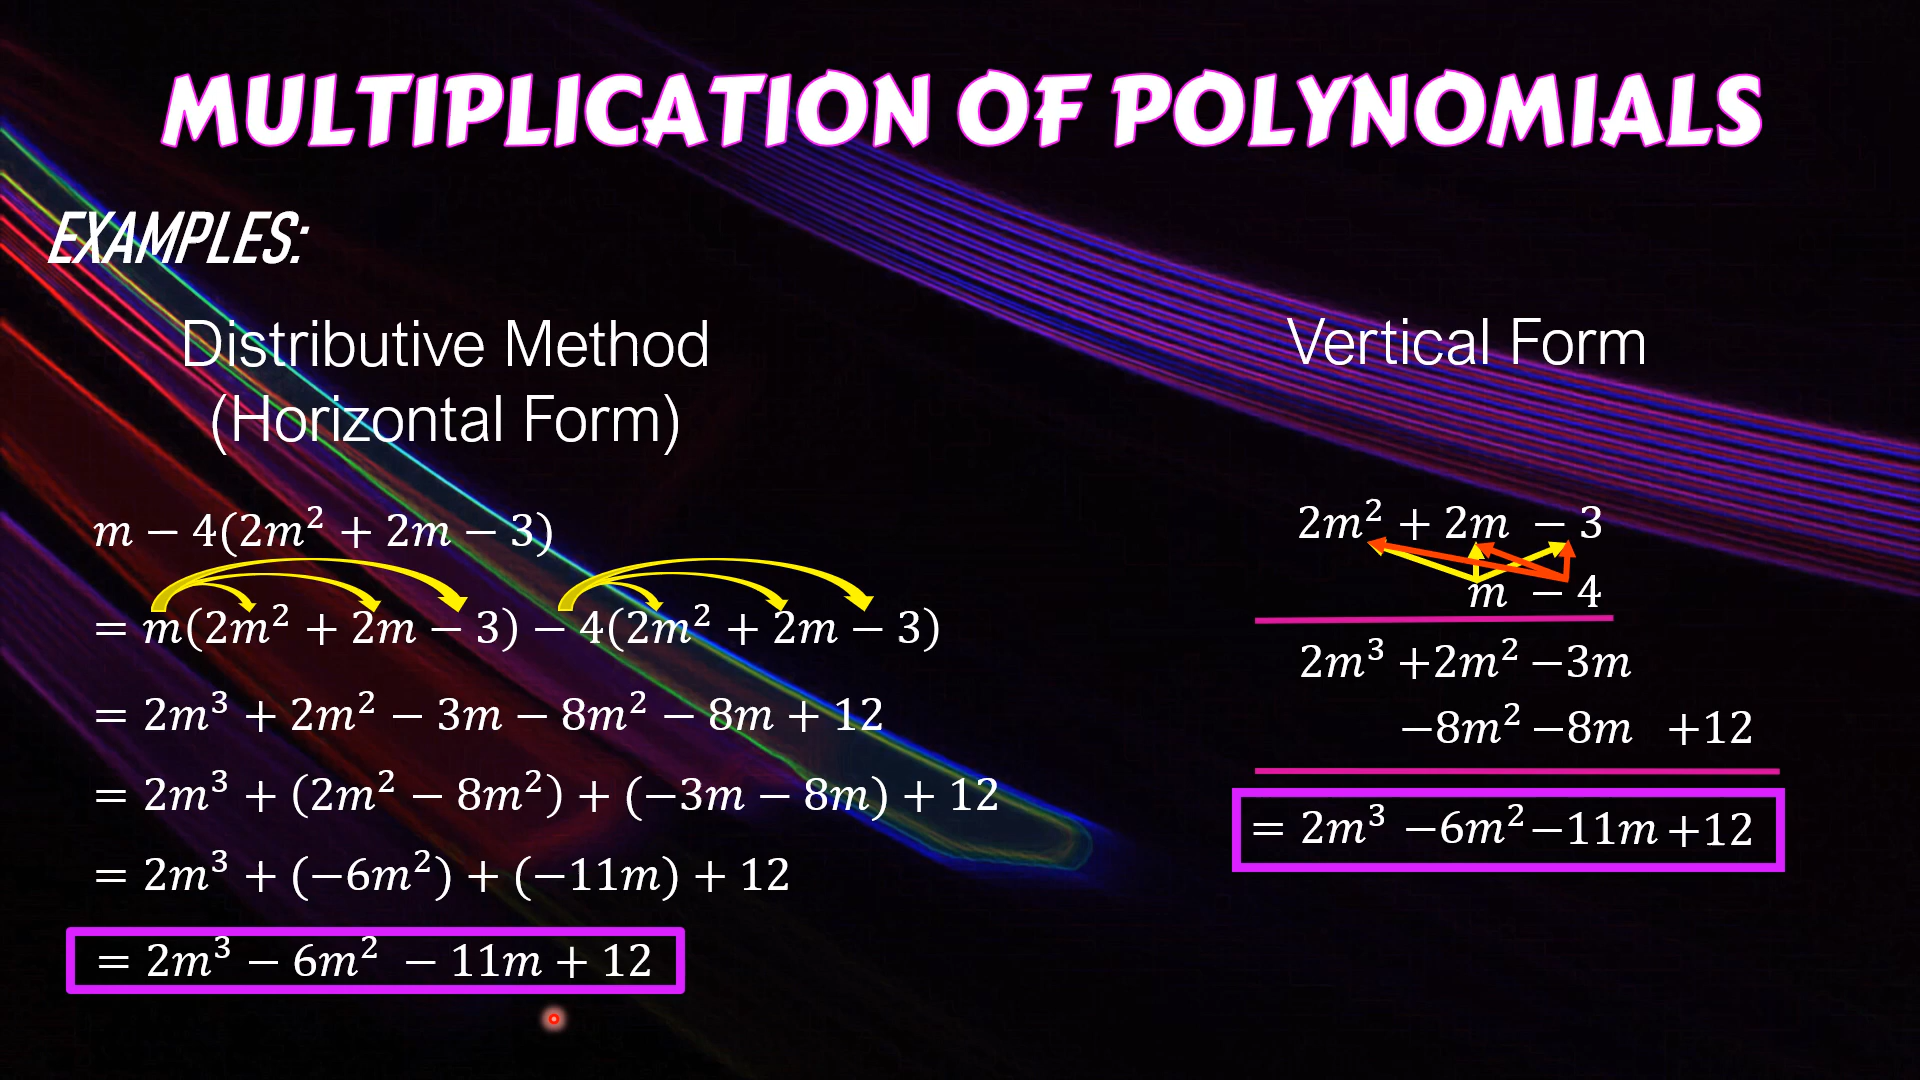 MULTIPLICATION OF POLYNOMIALS
EXAMPLES:
Distributive Method
(Horizontal Form)
m − 4(2m² + 2m − 3)
= m(2m² + 2m − 3) − 4(2m² + 2m − 3)
= 2m³ + 2m² − 3m − 8m² − 8m + 12
= 2m³ + (2m² − 8m²) + (−3m − 8m) + 12
= 2m³ + (−6m²) + (−11m) + 12
= 2m³ − 6m² − 11m + 12
Vertical Form
2m² + 2m − 3
m − 4
2m³ +2m² −3m
−8m² −8m +12
= 2m³ −6m² −11m +12